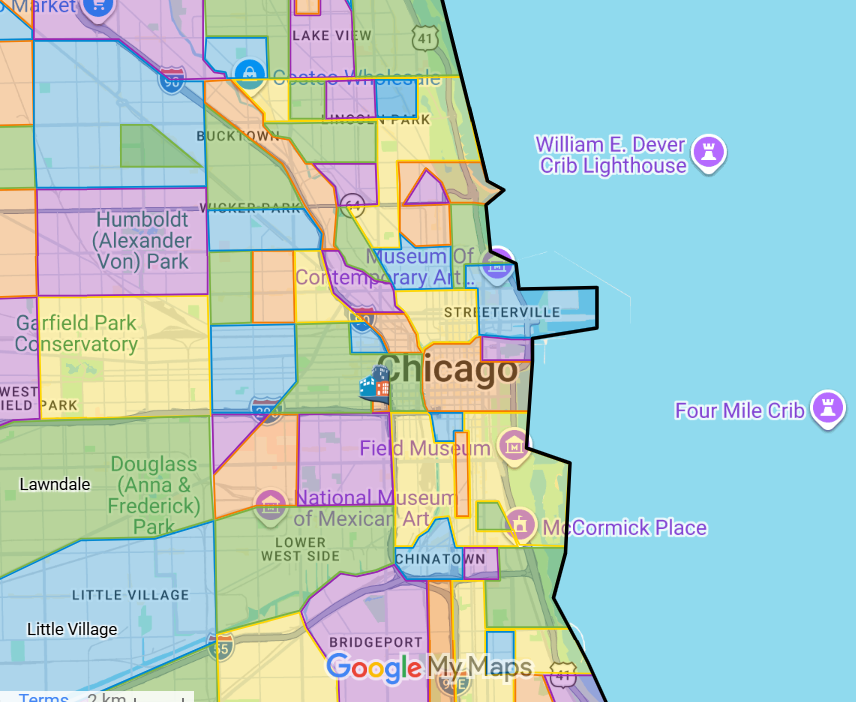 Market
LAKE VIEW
41
90
Costco Wholesale
LINCOLN PARK
BUCKTOWN
William E. Dever
Crib Lighthouse
WICKER PARK
64
Humboldt
(Alexander
Von) Park
Museum Of
Contemporary Art...
Garfield Park
Conservatory
STREETERVILLE
90
Chicago
WEST
FIELD PARK
290
Four Mile Crib
Field Museum
Lawndale
Douglass
(Anna &
Frederick)
Park
National Museum
of Mexican Art
McCormick Place
LOWER
WEST SIDE
CHINATOWN
LITTLE VILLAGE
Little Village
BRIDGEPORT
55
Google My Maps
41
90E
Terms
2 km